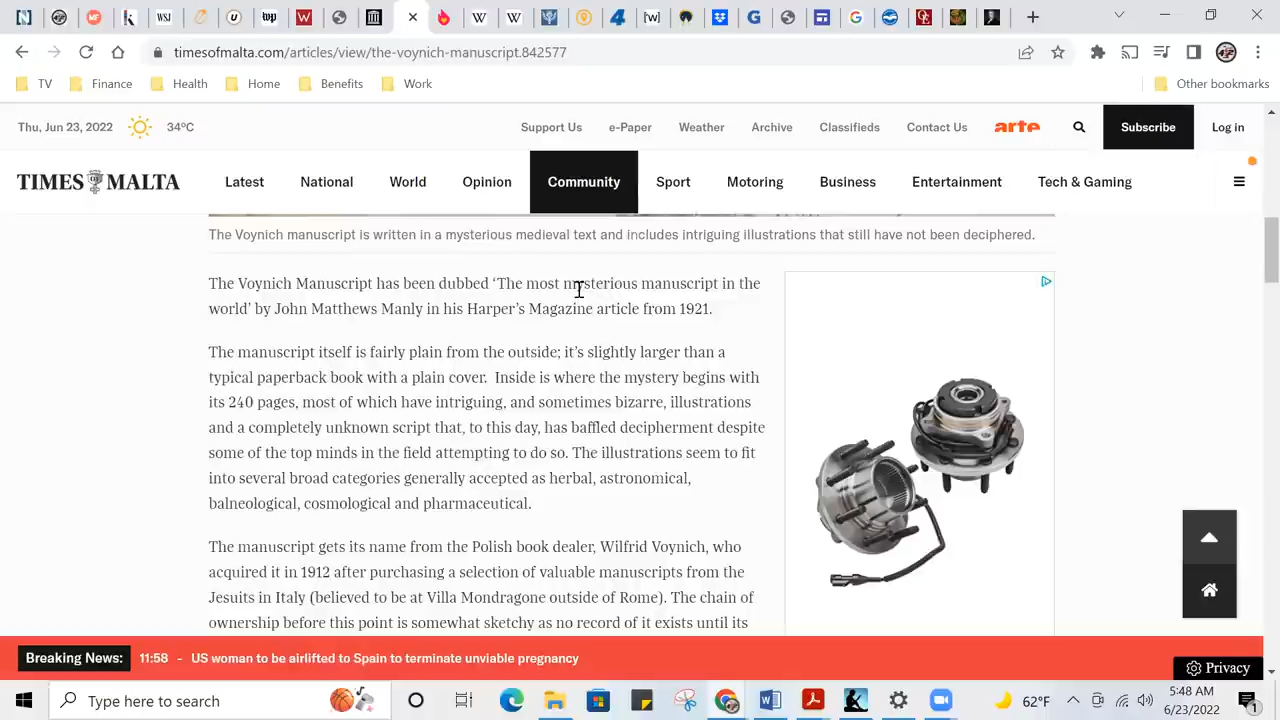 WSJ
timesofmalta.com/articles/view/the-voynich-manuscript.842577
TV Finance Health Home Benefits Work Other bookmarks
Thu, Jun 23, 2022 34°C Support Us e-Paper Weather Archive Classifieds Contact Us arte Subscribe Log in
TIMES MALTA Latest National World Opinion Community Sport Motoring Business Entertainment Tech & Gaming
The Voynich manuscript is written in a mysterious medieval text and includes intriguing illustrations that still have not been deciphered.
The Voynich Manuscript has been dubbed ‘The most mysterious manuscript in the
world’ by John Matthews Manly in his Harper’s Magazine article from 1921.
The manuscript itself is fairly plain from the outside; it’s slightly larger than a
typical paperback book with a plain cover. Inside is where the mystery begins with
its 240 pages, most of which have intriguing, and sometimes bizarre, illustrations
and a completely unknown script that, to this day, has baffled decipherment despite
some of the top minds in the field attempting to do so. The illustrations seem to fit
into several broad categories generally accepted as herbal, astronomical,
balneological, cosmological and pharmaceutical.
The manuscript gets its name from the Polish book dealer, Wilfrid Voynich, who
acquired it in 1912 after purchasing a selection of valuable manuscripts from the
Jesuits in Italy (believed to be at Villa Mondragone outside of Rome). The chain of
ownership before this point is somewhat sketchy as no record of it exists until its
Breaking News: 11:58 - US woman to be airlifted to Spain to terminate unviable pregnancy
Privacy
Type here to search 62°F 5:48 AM
6/23/2022